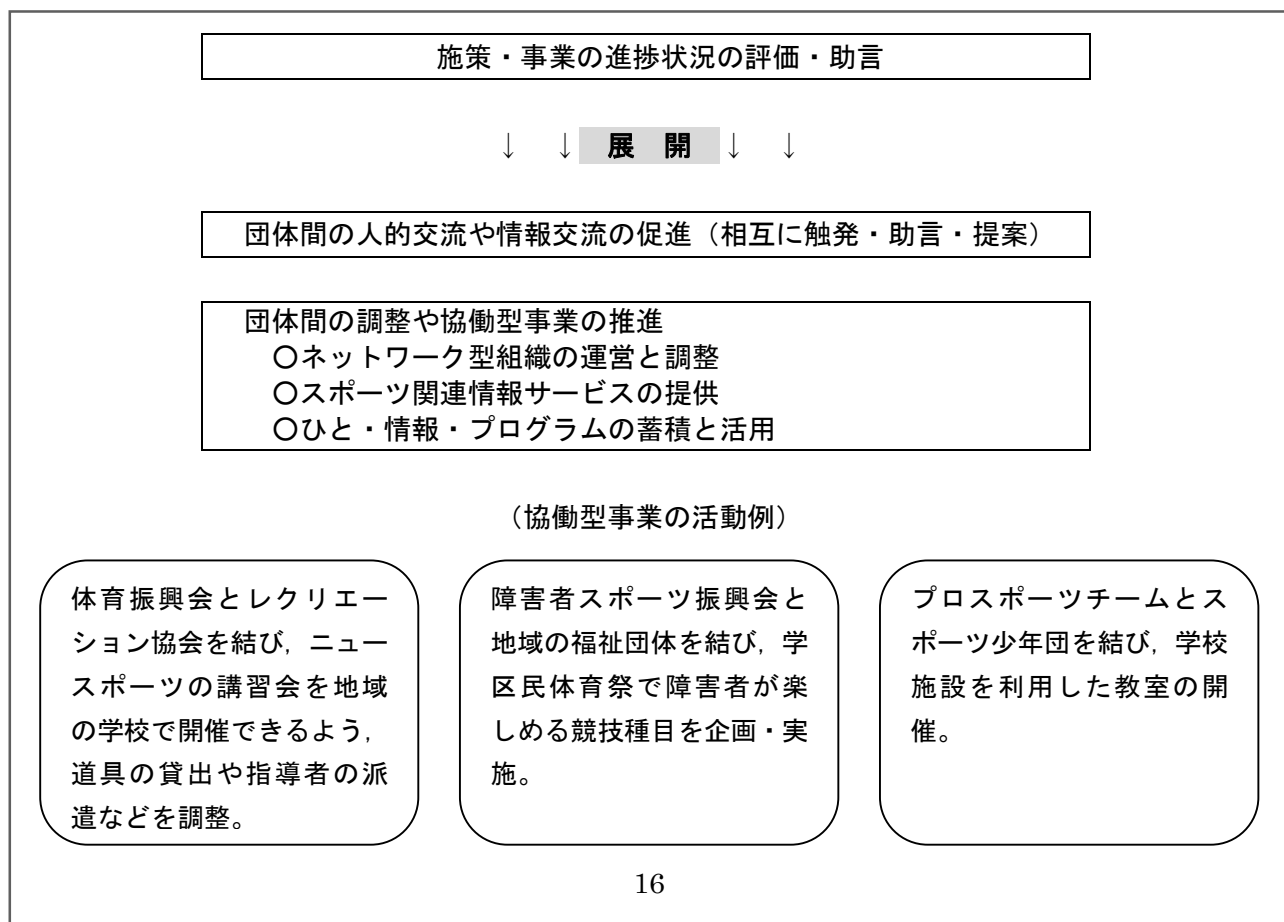 施策・事業の進捗状況の評価・助言
↓ ↓ 展 開 ↓ ↓
団体間の人的交流や情報交流の促進（相互に触発・助言・提案）
団体間の調整や協働型事業の推進
○ネットワーク型組織の運営と調整
○スポーツ関連情報サービスの提供
○ひと・情報・プログラムの蓄積と活用
（協働型事業の活動例）
体育振興会とレクリエー
ション協会を結び，ニュー
スポーツの講習会を地域
の学校で開催できるよう，
道具の貸出や指導者の派
遣などを調整。
障害者スポーツ振興会と
地域の福祉団体を結び，学
区民体育祭で障害者が楽
しめる競技種目を企画・実
施。
プロスポーツチームとス
ポーツ少年団を結び，学校
施設を利用した教室の開
催。
16